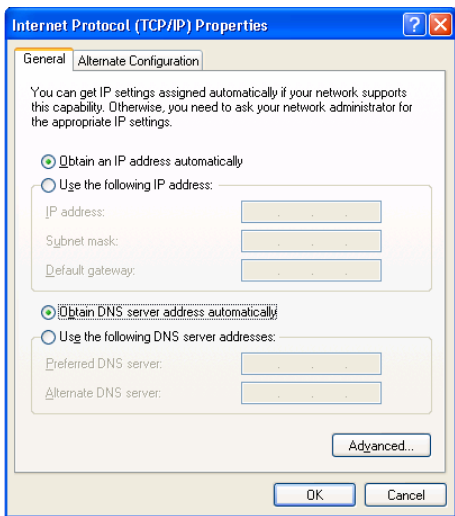 Internet Protocol (TCP/IP) Properties
General Alternate Configuration
You can get IP settings assigned automatically if your network supports
this capability. Otherwise, you need to ask your network administrator for
the appropriate IP settings.
Obtain an IP address automatically
Use the following IP address:
IP address:
Subnet mask:
Default gateway:
Obtain DNS server address automatically
Use the following DNS server addresses:
Preferred DNS server:
Alternate DNS server:
Advanced...
OK Cancel